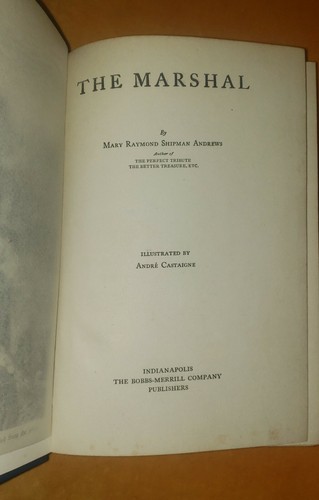 THE MARSHAL
By
MARY RAYMOND SHIPMAN ANDREWS
Author of
THE PERFECT TRIBUTE
THE BETTER TREASURE, ETC.
ILLUSTRATED BY
ANDRÉ CASTAIGNE
INDIANAPOLIS
THE BOBBS-MERRILL COMPANY
PUBLISHERS